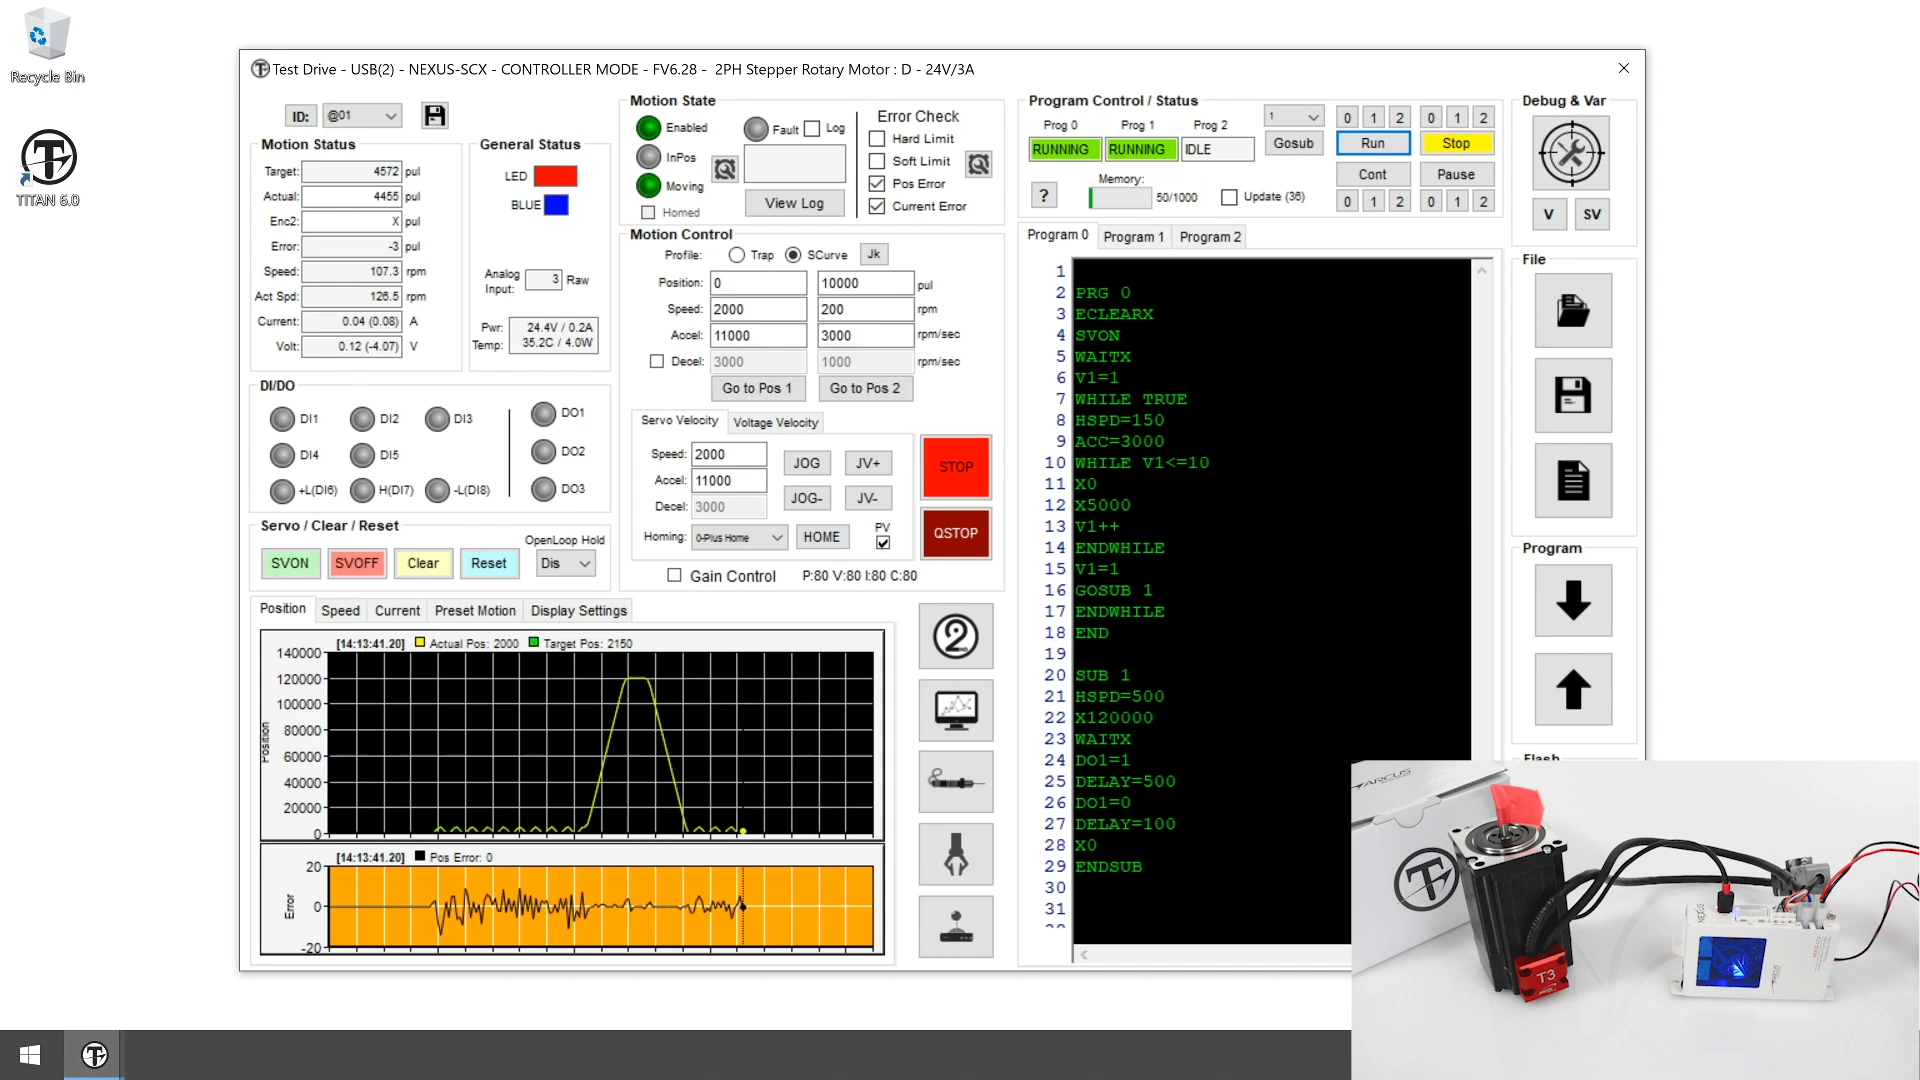 Recycle Bin
TITAN 6.0
Test Drive - USB(2) - NEXUS-SCX - CONTROLLER MODE - FV6.28 - 2PH Stepper Rotary Motor : D - 24V/3A
ID: @01
Motion Status
Target: 4572 pul
Actual: 4455 pul
Enc2: X pul
Error: -3 pul
Speed: 107.3 rpm
Act Spd: 126.5 rpm
Current: 0.04 (0.08) A
Volt: 0.12 (-4.07) V
General Status
LED
BLUE
Analog Input: 3 Raw
Pwr: 24.4V / 0.2A
Temp: 35.2C / 4.0W
DI/DO
DI1 DI2 DI3 DO1
DI4 DI5 DO2
+L(DI6) H(DI7) -L(DI8) DO3
Servo / Clear / Reset
OpenLoop Hold
SVON SVOFF Clear Reset Dis
Motion State
Enabled Fault Log
InPos
Moving
Homed
View Log
Error Check
Hard Limit
Soft Limit
Pos Error
Current Error
Motion Control
Profile: Trap SCurve Jk
Position: 0 10000 pul
Speed: 2000 200 rpm
Accel: 11000 3000 rpm/sec
Decel: 3000 1000 rpm/sec
Go to Pos 1 Go to Pos 2
Servo Velocity Voltage Velocity
Speed: 2000 JOG JV+
Accel: 11000
Decel: 3000 JOG- JV-
Homing: 0-Plus Home HOME PV
STOP
QSTOP
Gain Control P:80 V:80 I:80 C:80
Position Speed Current Preset Motion Display Settings
[14:13:41.20] Actual Pos: 2000 Target Pos: 2150
140000
120000
100000
80000
60000
40000
20000
0
Position
[14:13:41.20] Pos Error: 0
20
0
-20
Error
2ND
Program Control / Status
Prog 0 Prog 1 Prog 2
RUNNING RUNNING IDLE
1
Gosub
0 1 2 0 1 2
Run Stop
Cont Pause
0 1 2 0 1 2
?
Memory:
50/1000
Update (36)
Program 0 Program 1 Program 2
1
2 PRG 0
3 ECLEARX
4 SVON
5 WAITX
6 V1=1
7 WHILE TRUE
8 HSPD=150
9 ACC=3000
10 WHILE V1<=10
11 X0
12 X5000
13 V1++
14 ENDWHILE
15 V1=1
16 GOSUB 1
17 ENDWHILE
18 END
19
20 SUB 1
21 HSPD=500
22 X120000
23 WAITX
24 DO1=1
25 DELAY=500
26 DO1=0
27 DELAY=100
28 X0
29 ENDSUB
30
31
Debug & Var
V SV
File
Program
Flash
ARCUS
T3
NEXUS
ARCUS